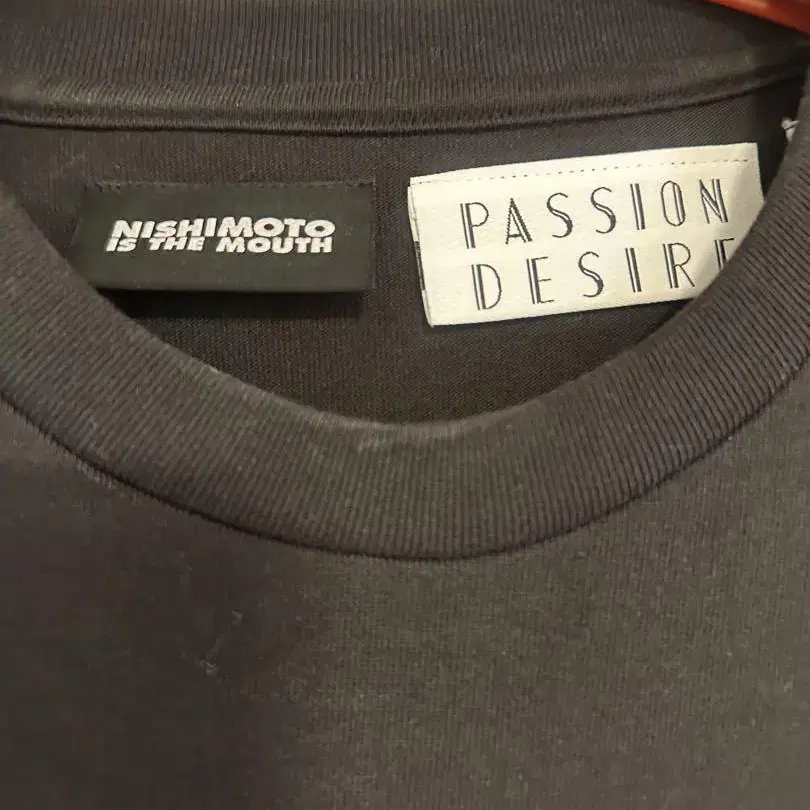 NISHIMOTO
IS THE MOUTH
PASSION
DESIRE